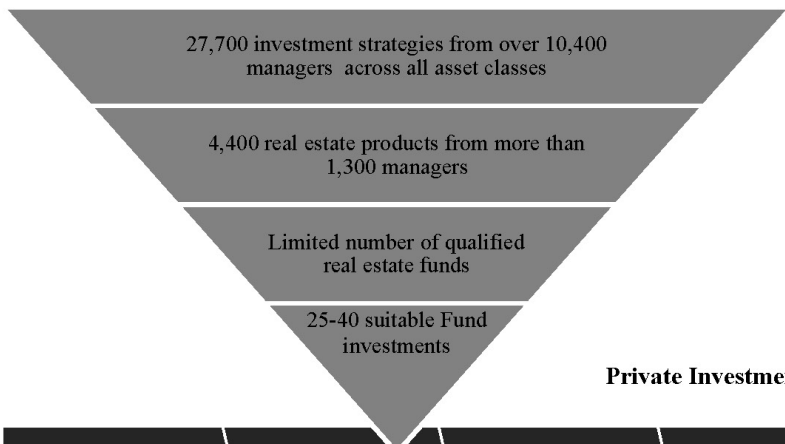 27,700 investment strategies from over 10,400
managers across all asset classes
4,400 real estate products from more than
1,300 managers
Limited number of qualified
real estate funds
25-40 suitable Fund
investments
Private